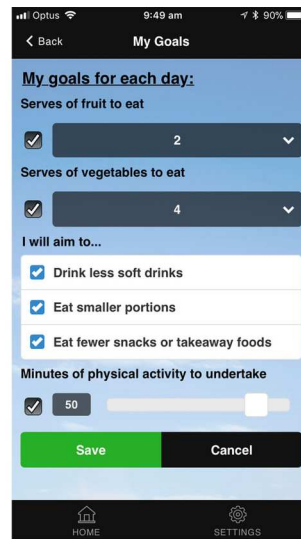 Optus 9:49 am 90%
Back My Goals
My goals for each day:
Serves of fruit to eat
2
Serves of vegetables to eat
4
I will aim to...
Drink less soft drinks
Eat smaller portions
Eat fewer snacks or takeaway foods
Minutes of physical activity to undertake
50
Save Cancel
HOME SETTINGS